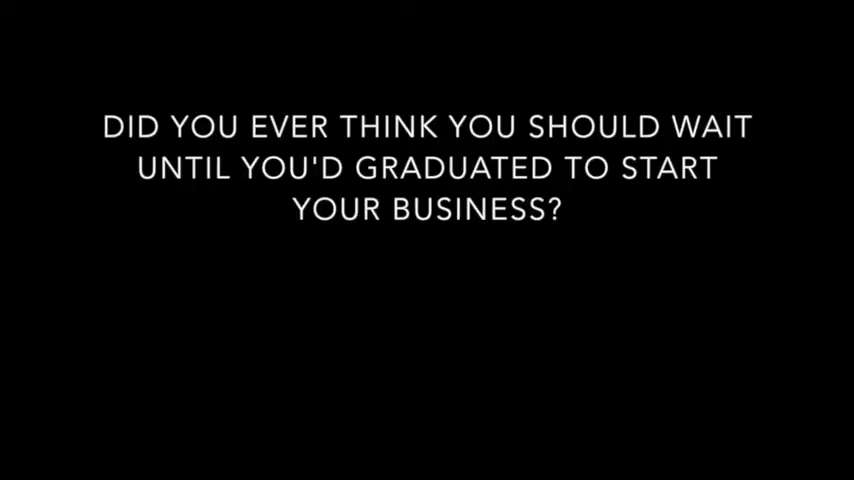 DID YOU EVER THINK YOU SHOULD WAIT
UNTIL YOU'D GRADUATED TO START
YOUR BUSINESS?